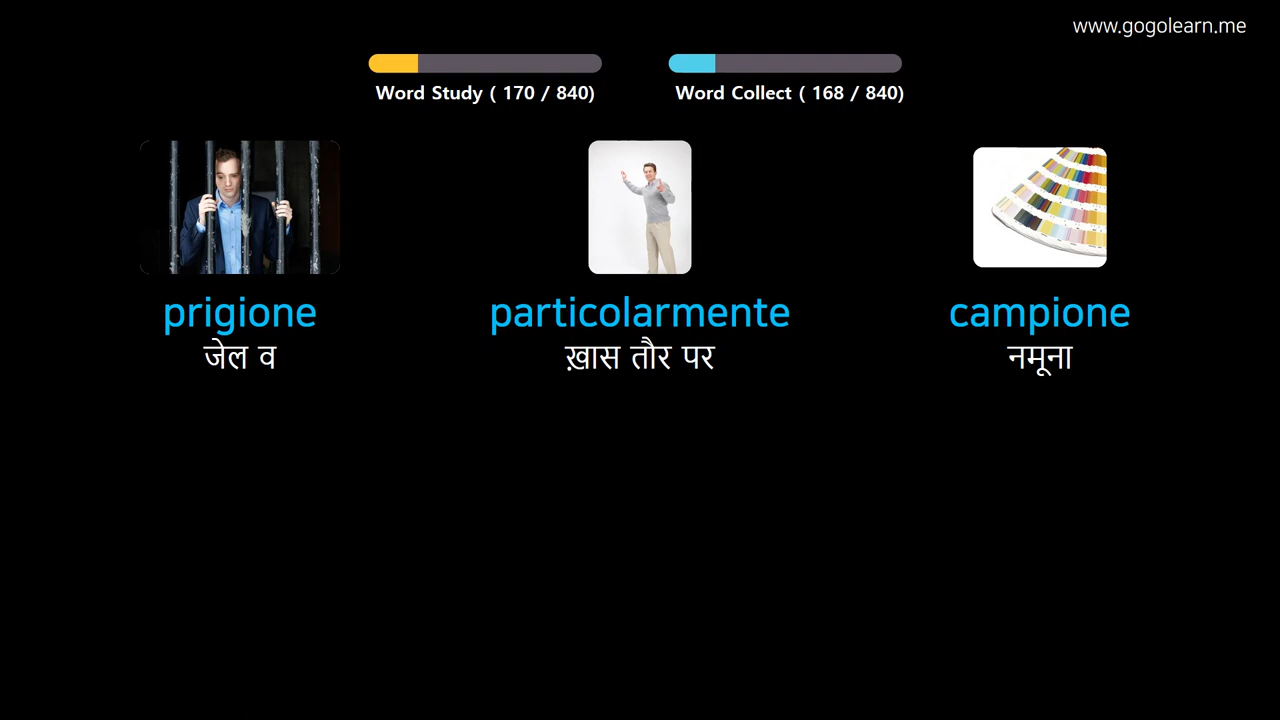 www.gogolearn.me
Word Study ( 170 / 840)
Word Collect ( 168 / 840)
prigione
जेल व
particolarmente
ख़ास तौर पर
campione
नमूना